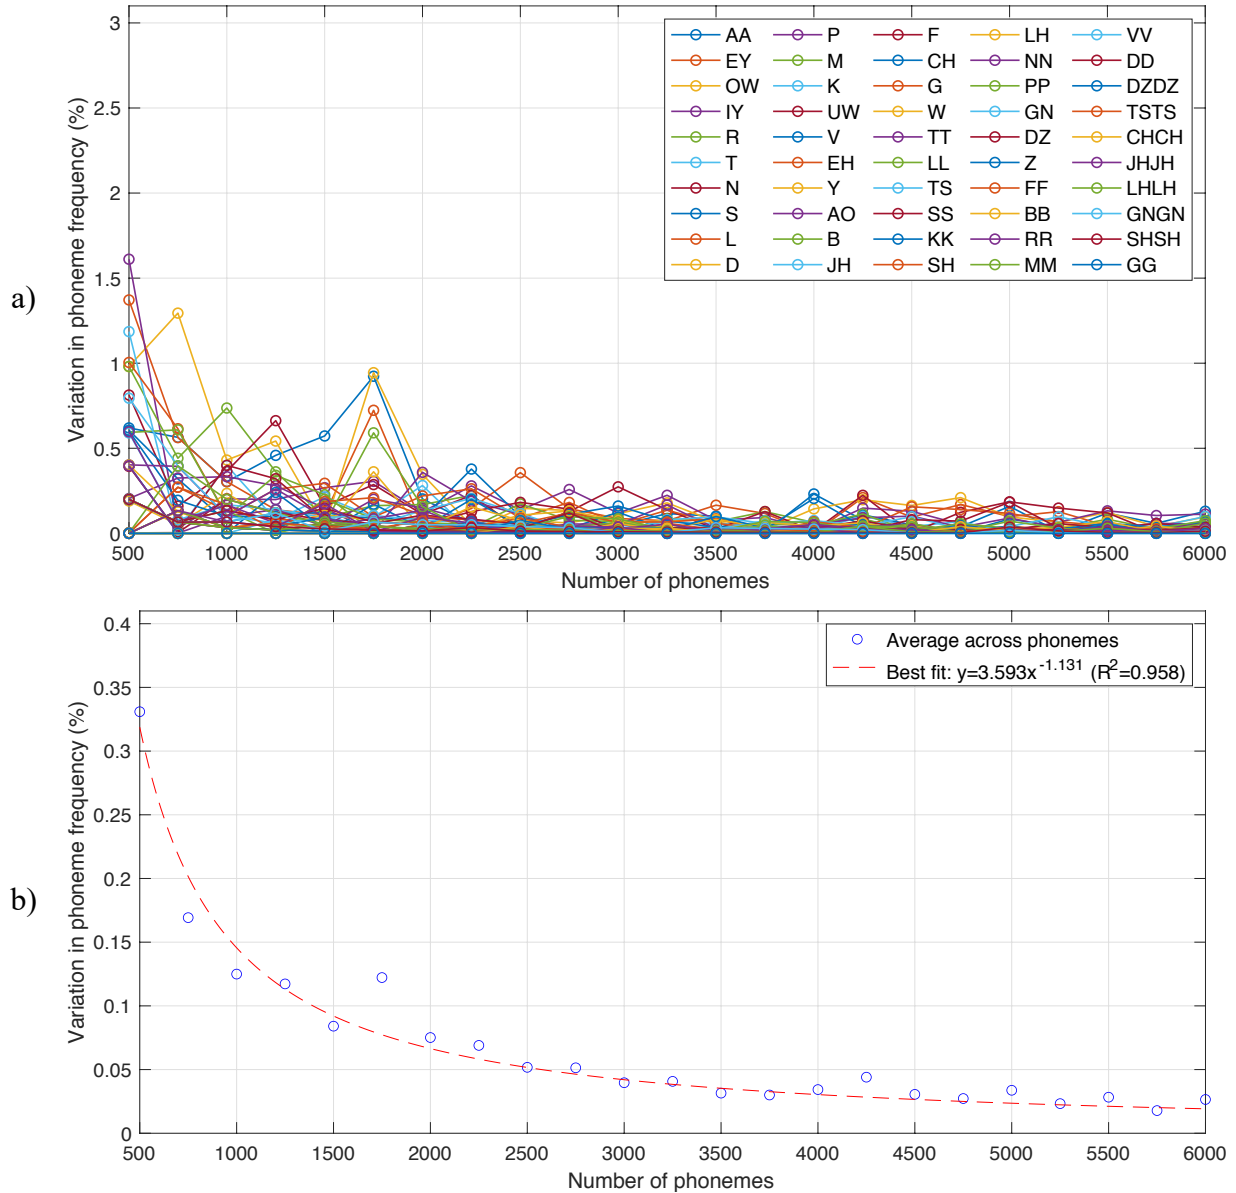 a)
Variation in phoneme frequency (%)
3
2.5
2
1.5
1
0.5
0
AA P F LH VV
EY M CH NN DD
OW K G PP DZDZ
IY UW W GN TSTS
R V TT DZ CHCH
T EH LL Z JHJH
N Y TS FF LHLH
S AO SS BB GNGN
L B KK RR SHSH
D JH SH MM GG
500 1000 1500 2000 2500 3000 3500 4000 4500 5000 5500 6000
Number of phonemes
b)
Variation in phoneme frequency (%)
0.4
0.35
0.3
0.25
0.2
0.15
0.1
0.05
0
Average across phonemes
Best fit: y=3.593x^-1.131 (R^2=0.958)
500 1000 1500 2000 2500 3000 3500 4000 4500 5000 5500 6000
Number of phonemes